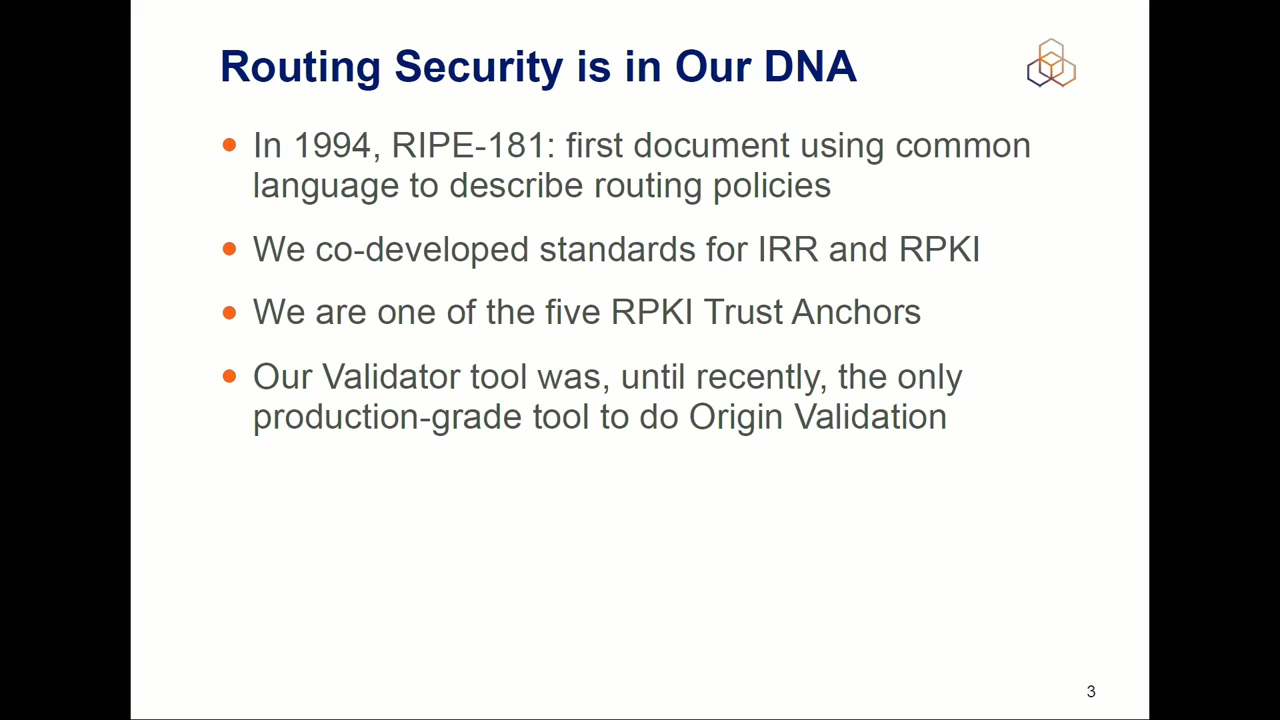 Routing Security is in Our DNA
• In 1994, RIPE-181: first document using common
language to describe routing policies
• We co-developed standards for IRR and RPKI
• We are one of the five RPKI Trust Anchors
• Our Validator tool was, until recently, the only
production-grade tool to do Origin Validation
3